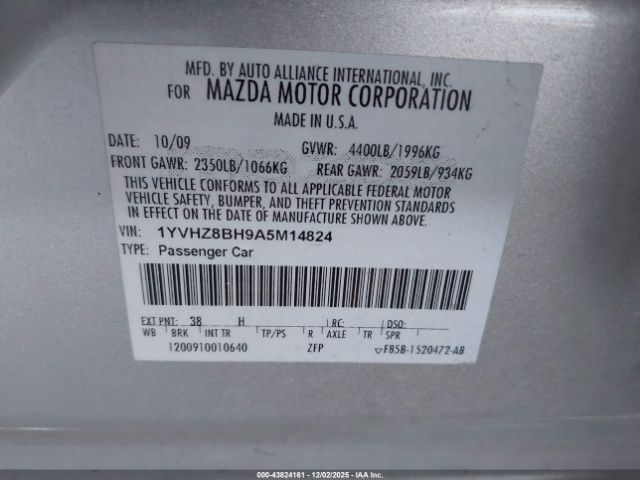 MFD. BY AUTO ALLIANCE INTERNATIONAL, INC.
FOR MAZDA MOTOR CORPORATION
MADE IN U.S.A.
DATE: 10/09 GVWR: 4400LB/1996KG
FRONT GAWR: 2350LB/1066KG REAR GAWR: 2059LB/934KG
THIS VEHICLE CONFORMS TO ALL APPLICABLE FEDERAL MOTOR
VEHICLE SAFETY, BUMPER, AND THEFT PREVENTION STANDARDS
IN EFFECT ON THE DATE OF MANUFACTURE SHOWN ABOVE.
VIN: 1YVHZ8BH9A5M14824
TYPE: Passenger Car
EXT PNT: 38 H RC: DSO:
WB BRK INT TR TP/PS R AXLE TR SPR
1200910010640 ZFP F85B-1520472-AB
000-43824161 - 12/02/2025 - IAA Inc.